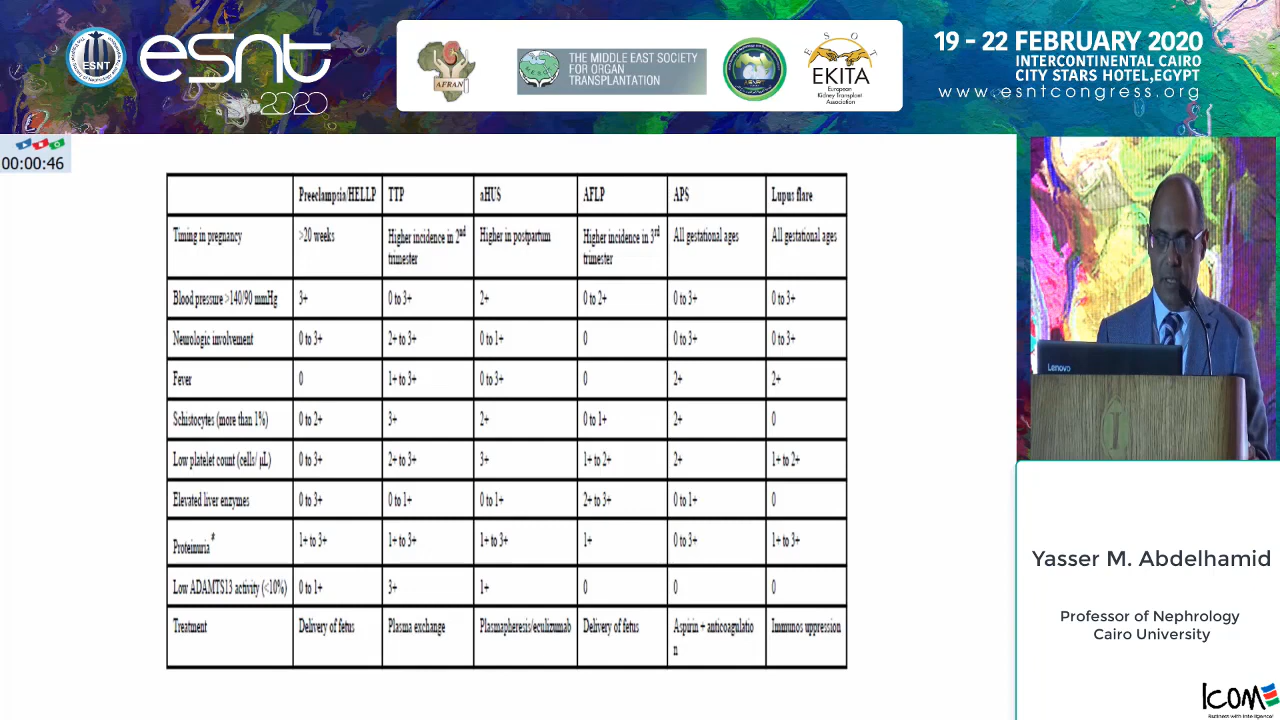 ESNT
esnt
2020
AFRAN
THE MIDDLE EAST SOCIETY
FOR ORGAN
TRANSPLANTATION
ESOT
EKITA
European
Kidney Transplant
Association
19 - 22 FEBRUARY 2020
INTERCONTINENTAL CAIRO
CITY STARS HOTEL,EGYPT
www.esntcongress.org
00:00:46
Preeclampsia/HELLP TTP aHUS AFLP APS Lupus flare
Timing in pregnancy >20 weeks Higher incidence in 2nd trimester Higher in postpartum Higher incidence in 3rd trimester All gestational ages All gestational ages
Blood pressure >140/90 mmHg 3+ 0 to 3+ 2+ 0 to 2+ 0 to 3+ 0 to 3+
Neurologic involvement 0 to 3+ 2+ to 3+ 0 to 1+ 0 0 to 3+ 0 to 3+
Fever 0 1+ to 3+ 0 to 3+ 0 2+ 2+
Schistocytes (more than 1%) 0 to 2+ 3+ 2+ 0 to 1+ 2+ 0
Low platelet count (cells/ μL) 0 to 3+ 2+ to 3+ 3+ 1+ to 2+ 2+ 1+ to 2+
Elevated liver enzymes 0 to 3+ 0 to 1+ 0 to 1+ 2+ to 3+ 0 to 1+ 0
Proteinuria* 1+ to 3+ 1+ to 3+ 1+ to 3+ 1+ 0 to 3+ 1+ to 3+
Low ADAMTS13 activity (<10%) 0 to 1+ 3+ 1+ 0 0 0
Treatment Delivery of fetus Plasma exchange Plasmapheresis/eculizumab Delivery of fetus Aspirin + anticoagulatio n Immunos uppression
Lenovo
Yasser M. Abdelhamid
Professor of Nephrology
Cairo University
ICOM
Business with Intelligence!